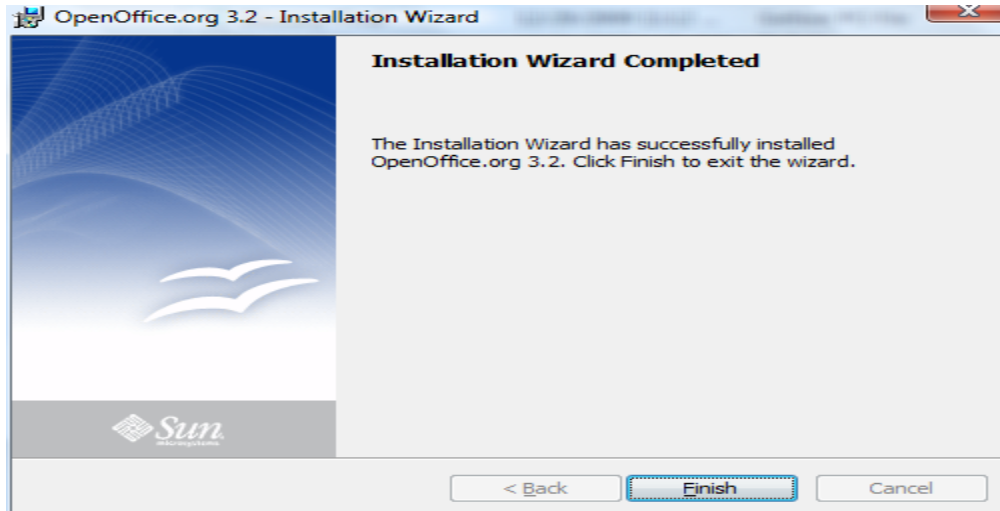 OpenOffice.org 3.2 - Installation Wizard
Installation Wizard Completed
The Installation Wizard has successfully installed
OpenOffice.org 3.2. Click Finish to exit the wizard.
Sun
microsystems
< Back
Finish
Cancel